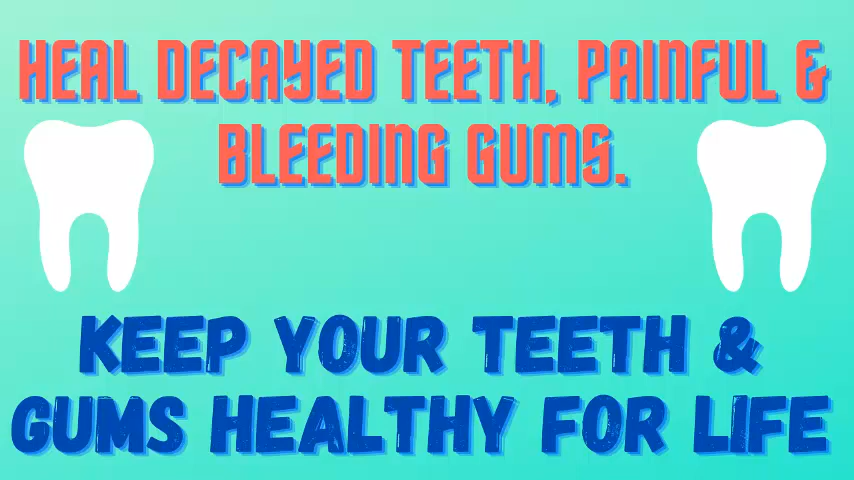 HEAL DECAYED TEETH, PAINFUL &
BLEEDING GUMS.
KEEP YOUR TEETH &
GUMS HEALTHY FOR LIFE